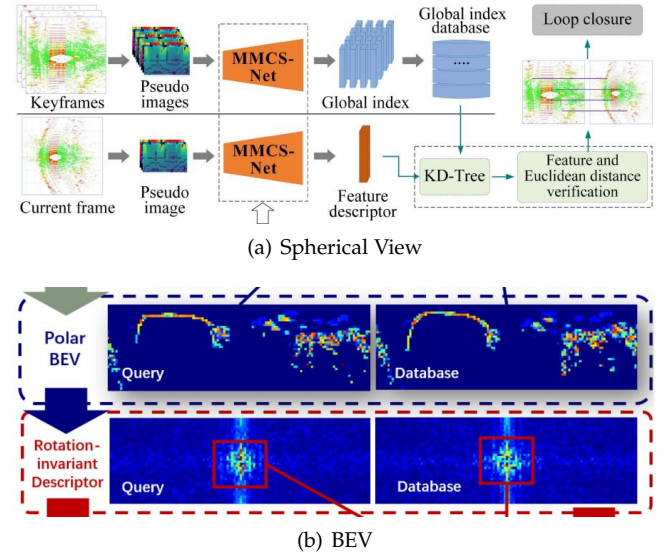 Keyframes
Pseudo
images
MMCS-
Net
Global index
Global index
database
....
Loop closure
Current frame
Pseudo
image
MMCS-
Net
Feature
descriptor
KD-Tree
Feature and
Euclidean distance
verification
(a) Spherical View
Polar
BEV
Query
Database
Rotation-
invariant
Descriptor
Query
Database
(b) BEV